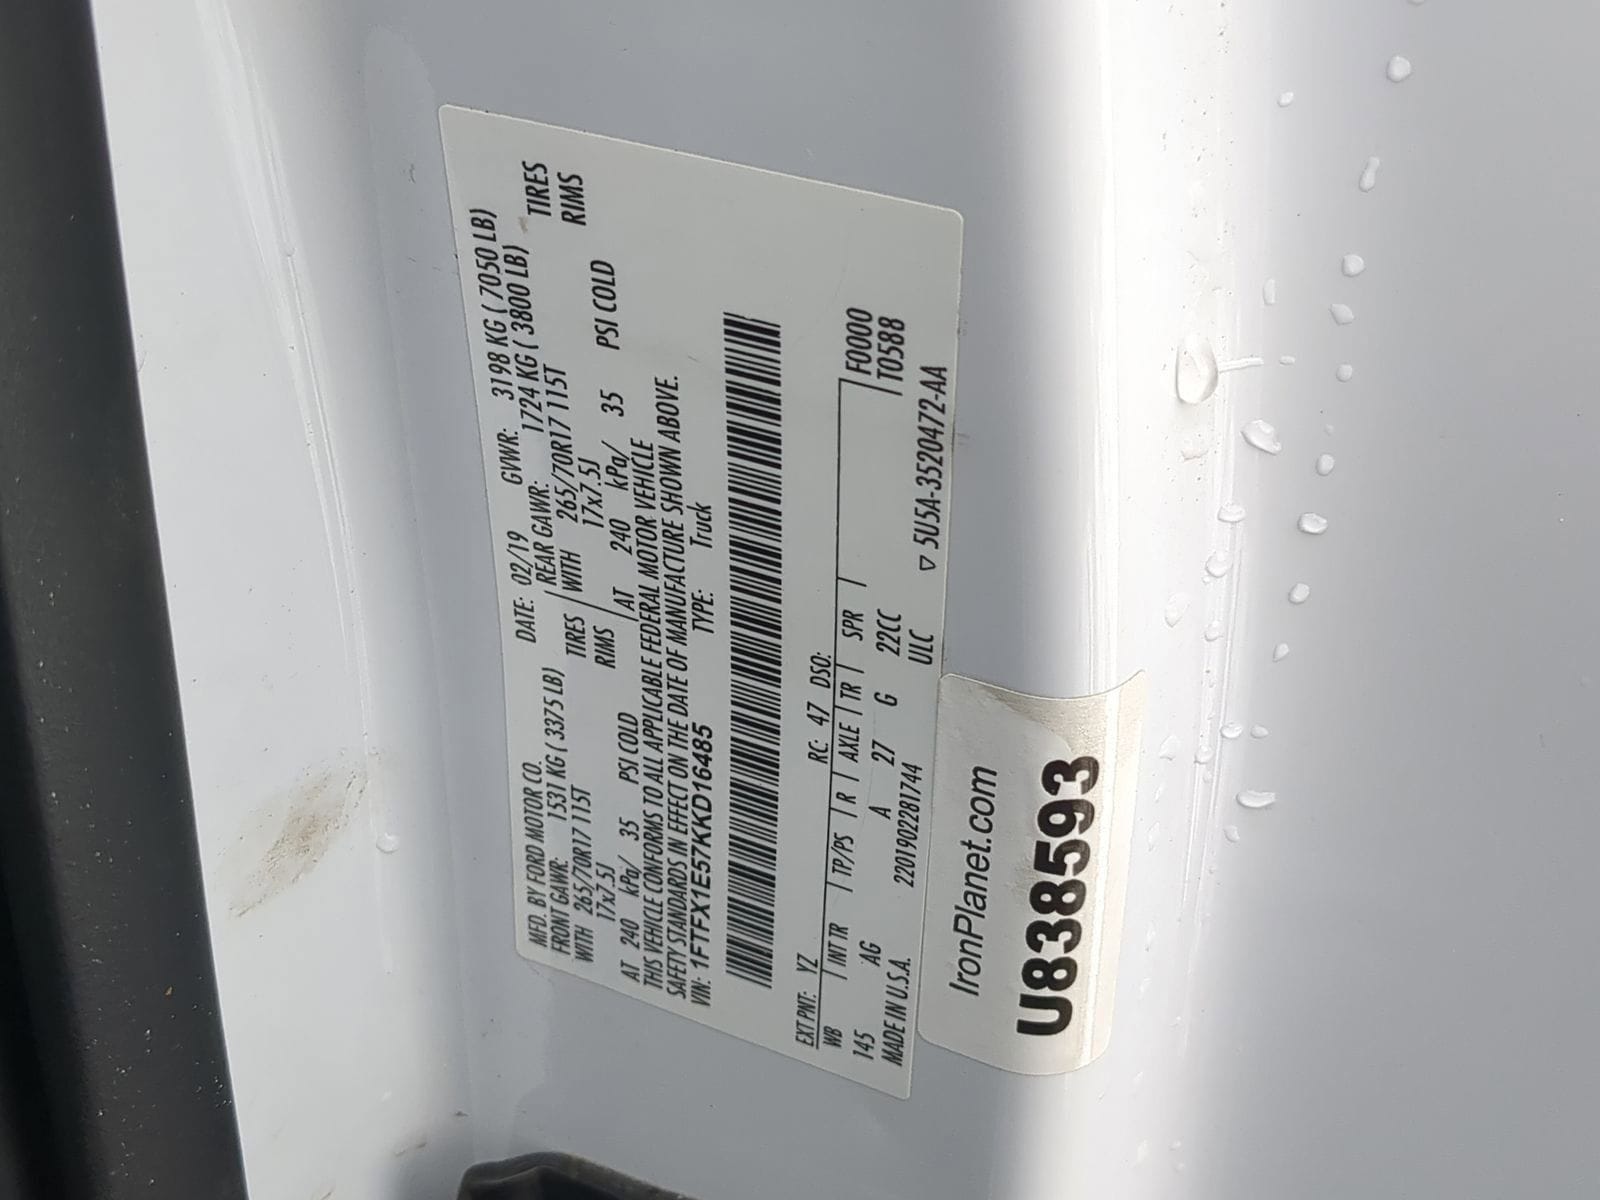 MFD. BY FORD MOTOR CO. DATE: 02/19 GVWR: 3198 KG ( 7050 LB)
FRONT GAWR: 1531 KG ( 3375 LB) REAR GAWR: 1724 KG ( 3800 LB)
WITH 265/70R17 115T TIRES WITH 265/70R17 115T TIRES
17x7.5J RIMS 17x7.5J RIMS
AT 240 kPa/ 35 PSI COLD AT 240 kPa/ 35 PSI COLD
THIS VEHICLE CONFORMS TO ALL APPLICABLE FEDERAL MOTOR VEHICLE
SAFETY STANDARDS IN EFFECT ON THE DATE OF MANUFACTURE SHOWN ABOVE.
VIN: 1FTFX1E57KKD16485 TYPE: Truck
EXT PNT: YZ RC: 47 DSO: F0000
WB INT TR TP/PS R AXLE TR SPR T0588
145 AG A 27 G 22CC
MADE IN U.S.A. 2201902281744 ULC ▽ 5U5A-3520472-AA
IronPlanet.com
U838593